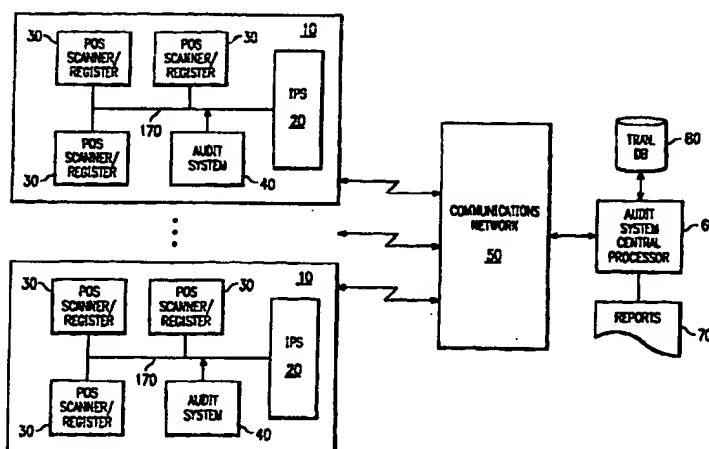 10
30
POS
SCANNER/
REGISTER
30
POS
SCANNER/
REGISTER
IPS
20
170
30
POS
SCANNER/
REGISTER
AUDIT
SYSTEM
40
10
30
POS
SCANNER/
REGISTER
30
POS
SCANNER/
REGISTER
IPS
20
170
30
POS
SCANNER/
REGISTER
AUDIT
SYSTEM
40
COMMUNICATIONS
NETWORK
50
DB
80
AUDIT
SYSTEM
CENTRAL
PROCESSOR
REPORTS
70